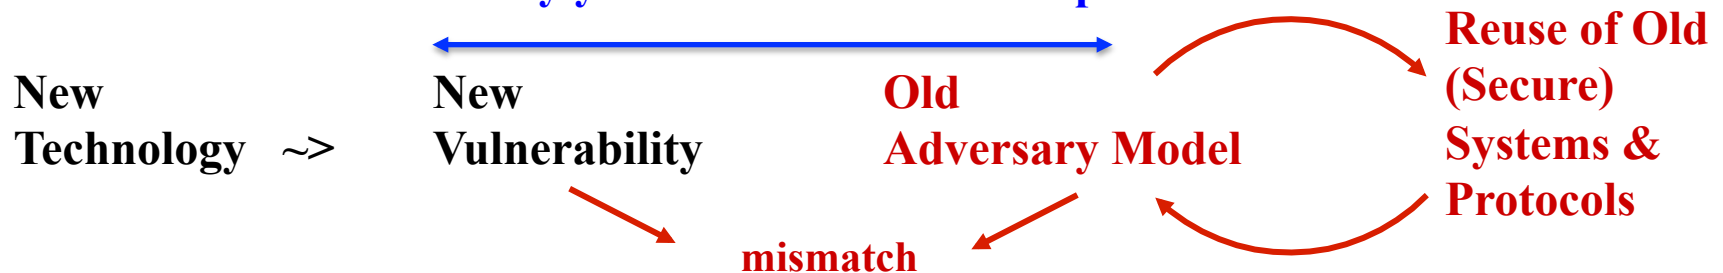 New
Technology ~>
New
Vulnerability
Old
Adversary Model
Reuse of Old
(Secure)
Systems &
Protocols
mismatch